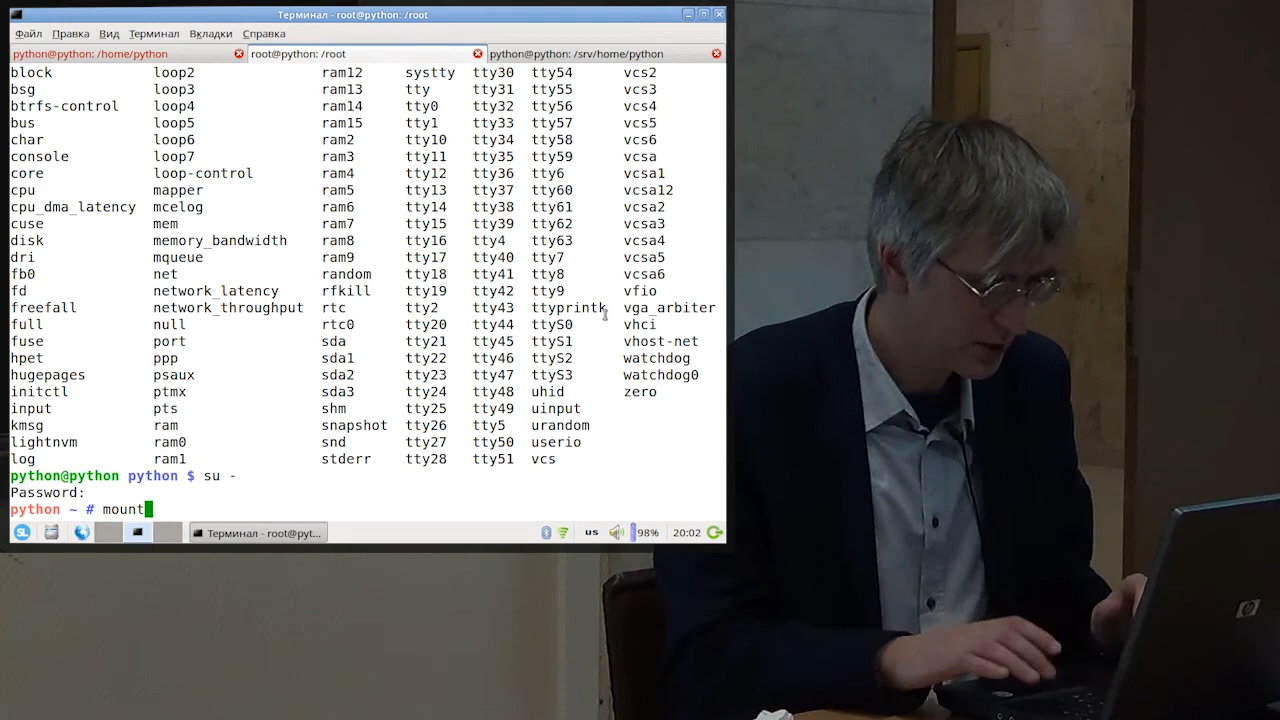 Терминал - root@python: /root
Файл Правка Вид Терминал Вкладки Справка
python@python: /home/python root@python: /root python@python: /srv/home/python
block loop2 ram12 systty tty30 tty54 vcs2
bsg loop3 ram13 tty tty31 tty55 vcs3
btrfs-control loop4 ram14 tty0 tty32 tty56 vcs4
bus loop5 ram15 tty1 tty33 tty57 vcs5
char loop6 ram2 tty10 tty34 tty58 vcs6
console loop7 ram3 tty11 tty35 tty59 vcsa
core loop-control ram4 tty12 tty36 tty6 vcsa1
cpu mapper ram5 tty13 tty37 tty60 vcsa12
cpu_dma_latency mcelog ram6 tty14 tty38 tty61 vcsa2
cuse mem ram7 tty15 tty39 tty62 vcsa3
disk memory_bandwidth ram8 tty16 tty4 tty63 vcsa4
dri mqueue ram9 tty17 tty40 tty7 vcsa5
fb0 net random tty18 tty41 tty8 vcsa6
fd network_latency rfkill tty19 tty42 tty9 vfio
freefall network_throughput rtc tty2 tty43 ttyprintk vga_arbiter
full null rtc0 tty20 tty44 ttyS0 vhci
fuse port sda tty21 tty45 ttyS1 vhost-net
hpet ppp sda1 tty22 tty46 ttyS2 watchdog
hugepages psaux sda2 tty23 tty47 ttyS3 watchdog0
initctl ptmx sda3 tty24 tty48 uhid zero
input pts shm tty25 tty49 uinput
kmsg ram snapshot tty26 tty5 urandom
lightnvm ram0 snd tty27 tty50 userio
log ram1 stderr tty28 tty51 vcs
python@python python $ su -
Password:
python ~ # mount
SL Терминал - root@pyt... us 98% 20:02
hp